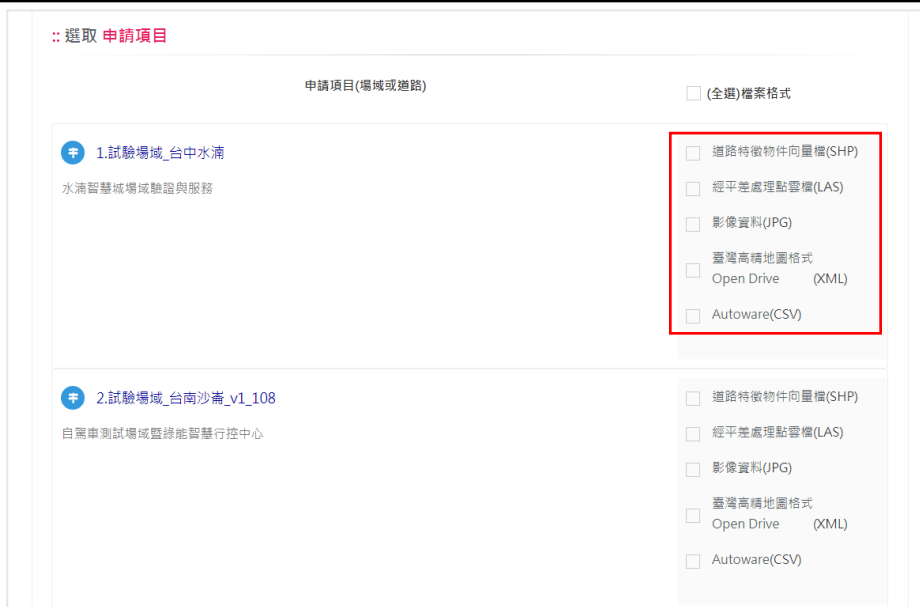 :: 選取 申請項目
申請項目(場域或道路)
(全選)檔案格式
1.試驗場域_台中水湳
水湳智慧城場域驗證與服務
道路特徵物件向量檔(SHP)
經平差處理點雲檔(LAS)
影像資料(JPG)
臺灣高精地圖格式
Open Drive (XML)
Autoware(CSV)
2.試驗場域_台南沙崙_v1_108
自駕車測試場域暨綠能智慧行控中心
道路特徵物件向量檔(SHP)
經平差處理點雲檔(LAS)
影像資料(JPG)
臺灣高精地圖格式
Open Drive (XML)
Autoware(CSV)